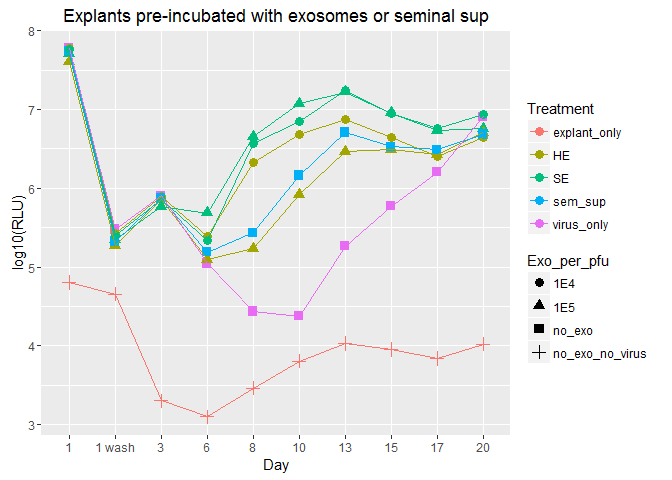 Explants pre-incubated with exosomes or seminal sup
8
7
6
5
4
3
log10(RLU)
1 1 wash 3 6 8 10 13 15 17 20
Day
Treatment
explant_only
HE
SE
sem_sup
virus_only
Exo_per_pfu
1E4
1E5
no_exo
no_exo_no_virus